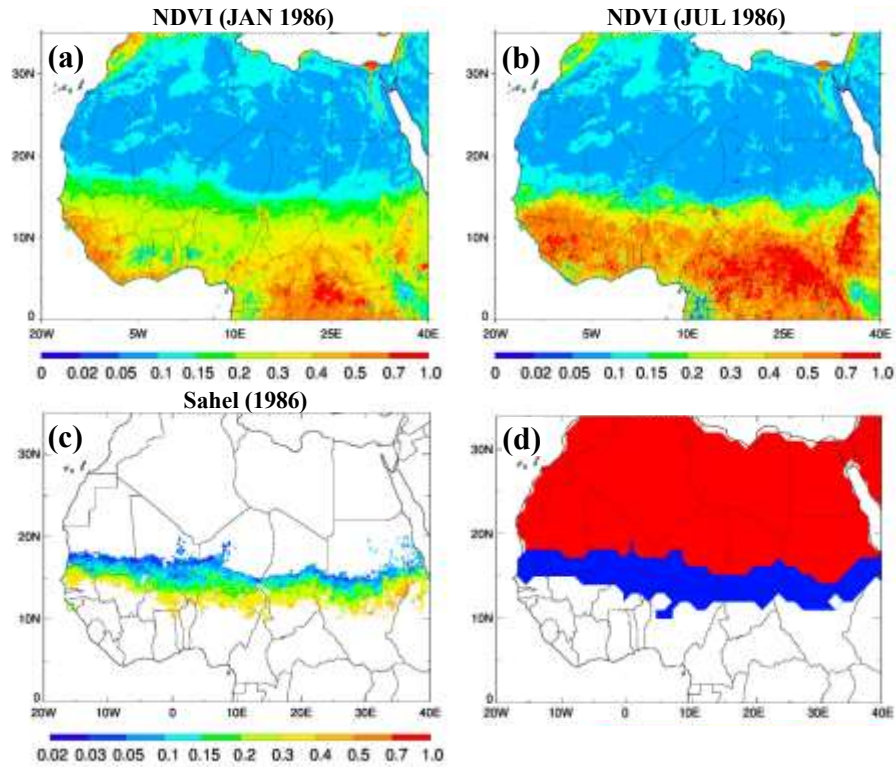 NDVI (JAN 1986)
(a)
30N
20N
10N
0
20W 5W 10E 25E 40E
0 0.02 0.05 0.1 0.15 0.2 0.3 0.4 0.5 0.7 1.0
NDVI (JUL 1986)
(b)
30N
20N
10N
0
20W 5W 10E 25E 40E
0 0.02 0.05 0.1 0.15 0.2 0.3 0.4 0.5 0.7 1.0
Sahel (1986)
(c)
30N
20N
10N
0
20W 10W 0 10E 20E 30E 40E
0.02 0.03 0.05 0.1 0.15 0.2 0.3 0.4 0.5 0.7 1.0
(d)
30N
20N
10N
0
20W 10W 0 10E 20E 30E 40E